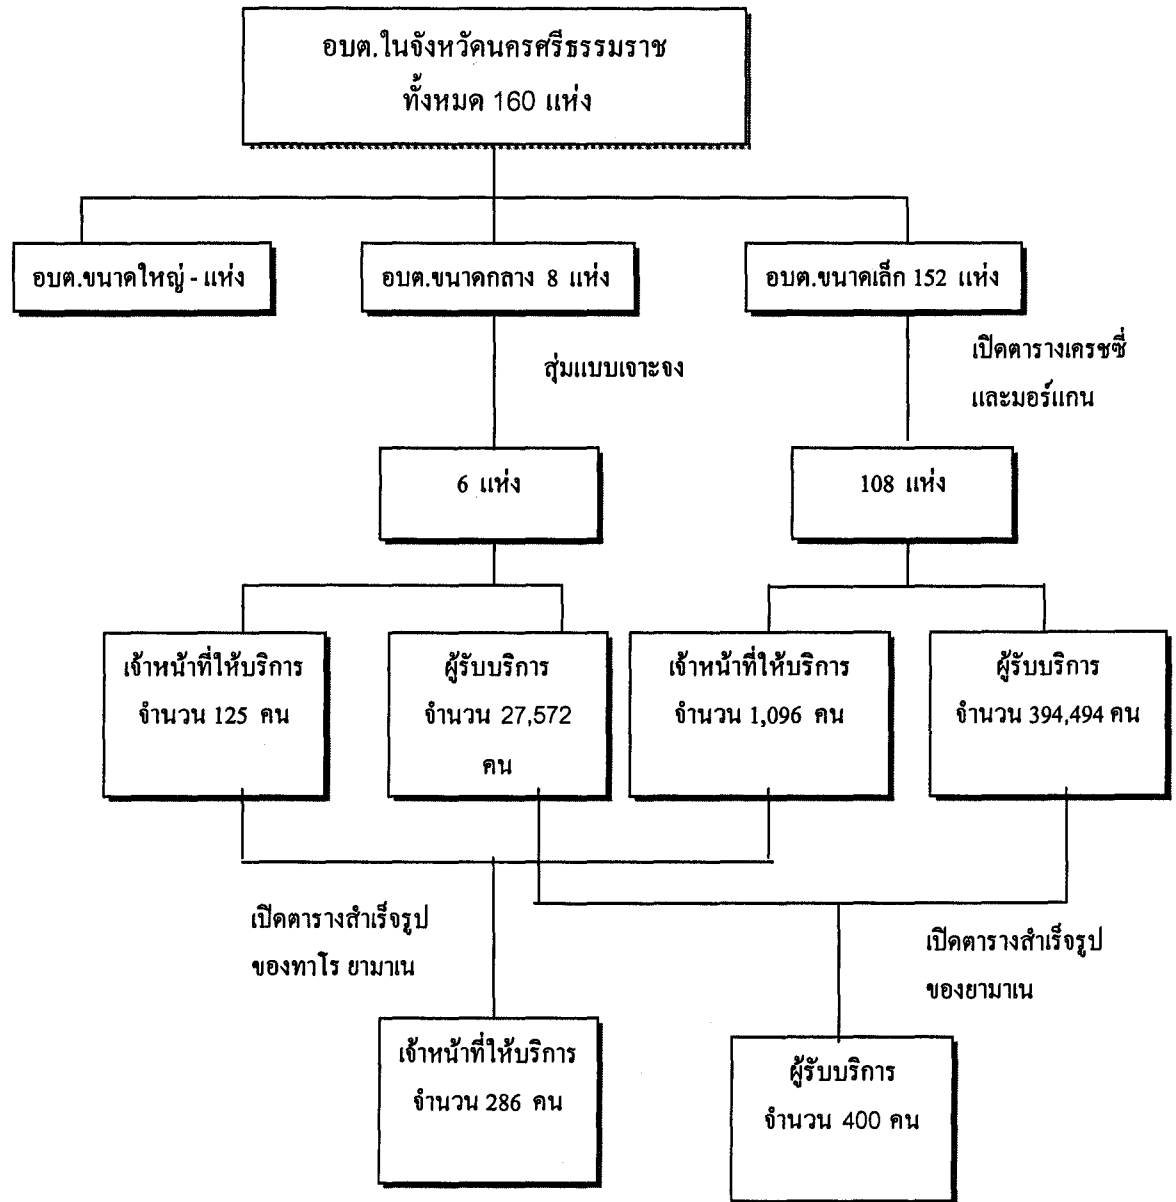 อบต.ในจังหวัดนครศรีธรรมราช
ทั้งหมด 160 แห่ง
อบต.ขนาดใหญ่ - แห่ง
อบต.ขนาดกลาง 8 แห่ง
อบต.ขนาดเล็ก 152 แห่ง
สุ่มแบบเจาะจง
เปิดตารางเครชซี่
และมอร์แกน
6 แห่ง
108 แห่ง
เจ้าหน้าที่ให้บริการ
จำนวน 125 คน
ผู้รับบริการ
จำนวน 27,572
คน
เจ้าหน้าที่ให้บริการ
จำนวน 1,096 คน
ผู้รับบริการ
จำนวน 394,494 คน
เปิดตารางสำเร็จรูป
ของทาโร ยามาเน
เปิดตารางสำเร็จรูป
ของยามาเน
เจ้าหน้าที่ให้บริการ
จำนวน 286 คน
ผู้รับบริการ
จำนวน 400 คน